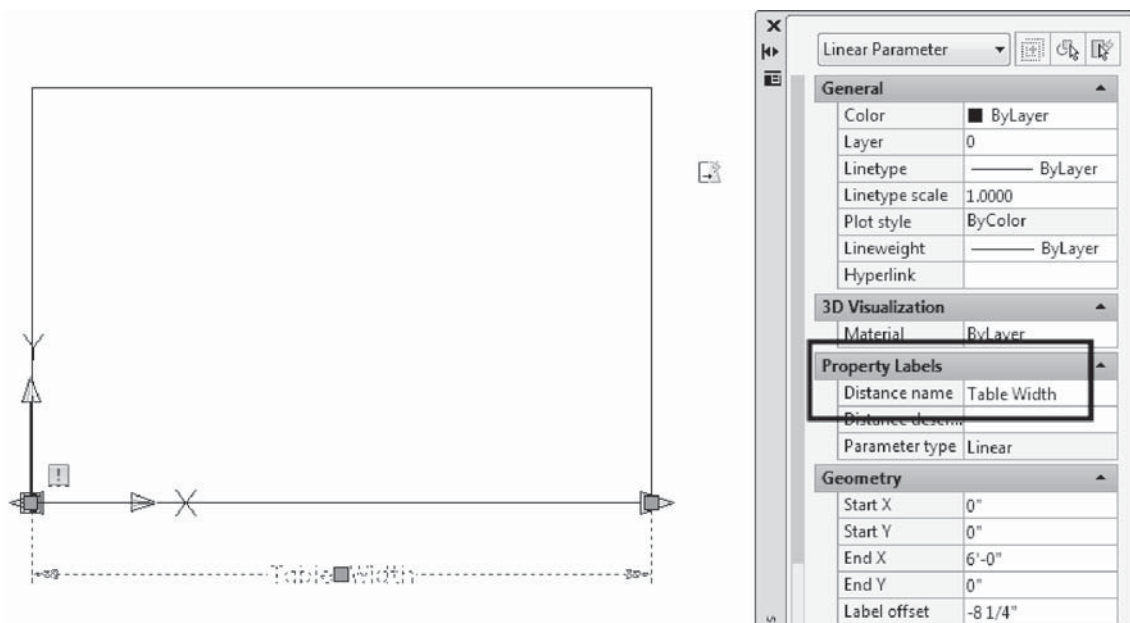 Linear Parameter
General
Color ByLayer
Layer 0
Linetype ByLayer
Linetype scale 1.0000
Plot style ByColor
Lineweight ByLayer
Hyperlink
3D Visualization
Material ByLayer
Property Labels
Distance name Table Width
Distance descr...
Parameter type Linear
Geometry
Start X 0"
Start Y 0"
End X 6'-0"
End Y 0"
Label offset -8 1/4"
Y
!
X
Table Width